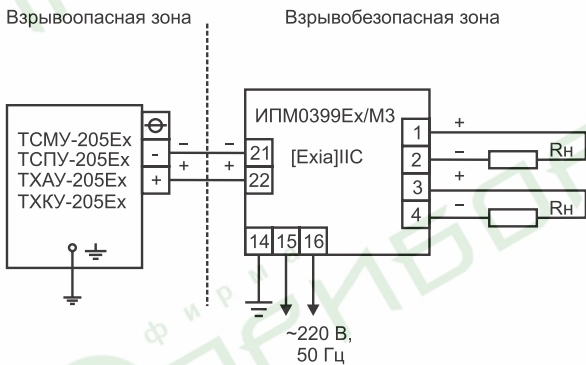 Взрывоопасная зона
Взрывобезопасная зона
ТСМУ-205Ex
ТСПУ-205Ex
ТХАУ-205Ex
ТХКУ-205Ex
-
+
– –
+ +
ИПМ0399Ex/М3
[Exia]IIC
21
22
1
2
3
4
+
– Rн
+
– Rн
14 15 16
~220 В,
50 Гц
фирма